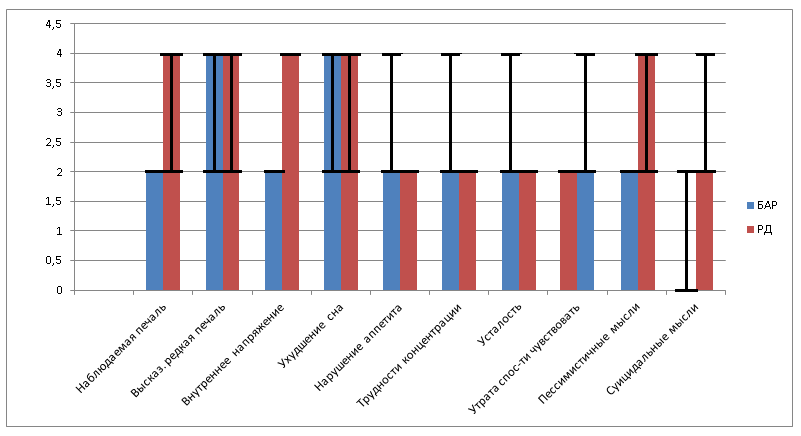 4,5
4
3,5
3
2,5
2
1,5
1
0,5
0
Наблюдаемая печаль
Высказ. редкая печаль
Внутреннее напряжение
Ухудшение сна
Нарушение аппетита
Трудности концентрации
Усталость
Утрата спос-ти чувствовать
Пессимистичные мысли
Суицидальные мысли
БАР
РД